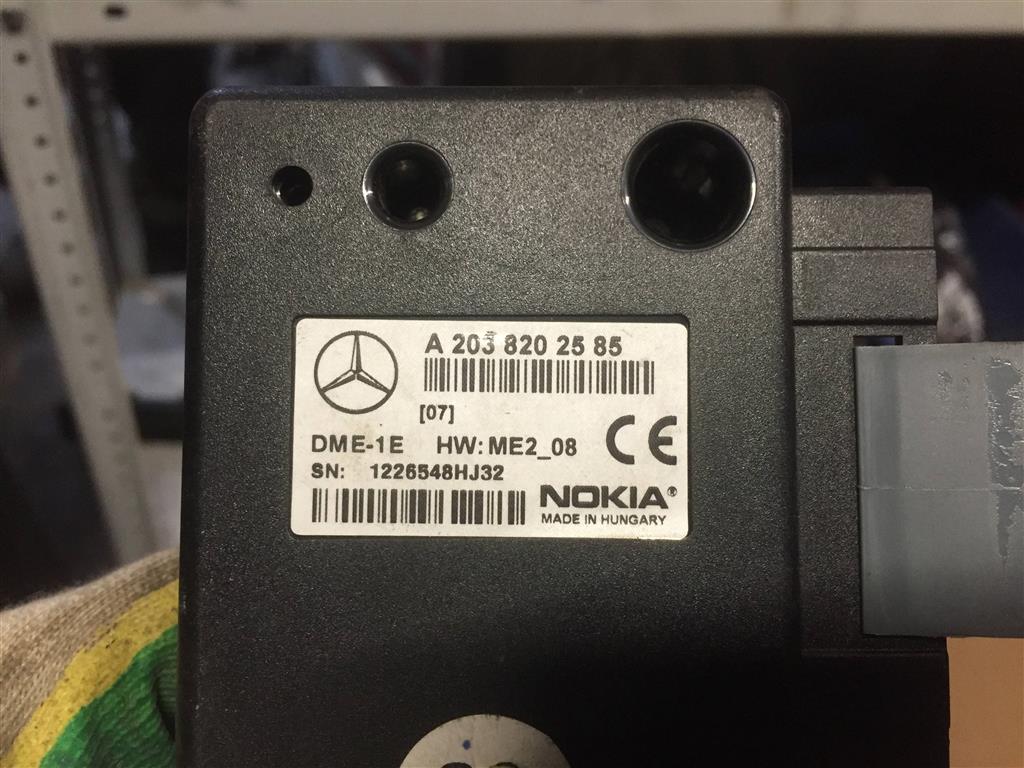 A 203 820 25 85
[07]
DME-1E HW: ME2_08 CE
SN: 1226548HJ32
NOKIA®
MADE IN HUNGARY